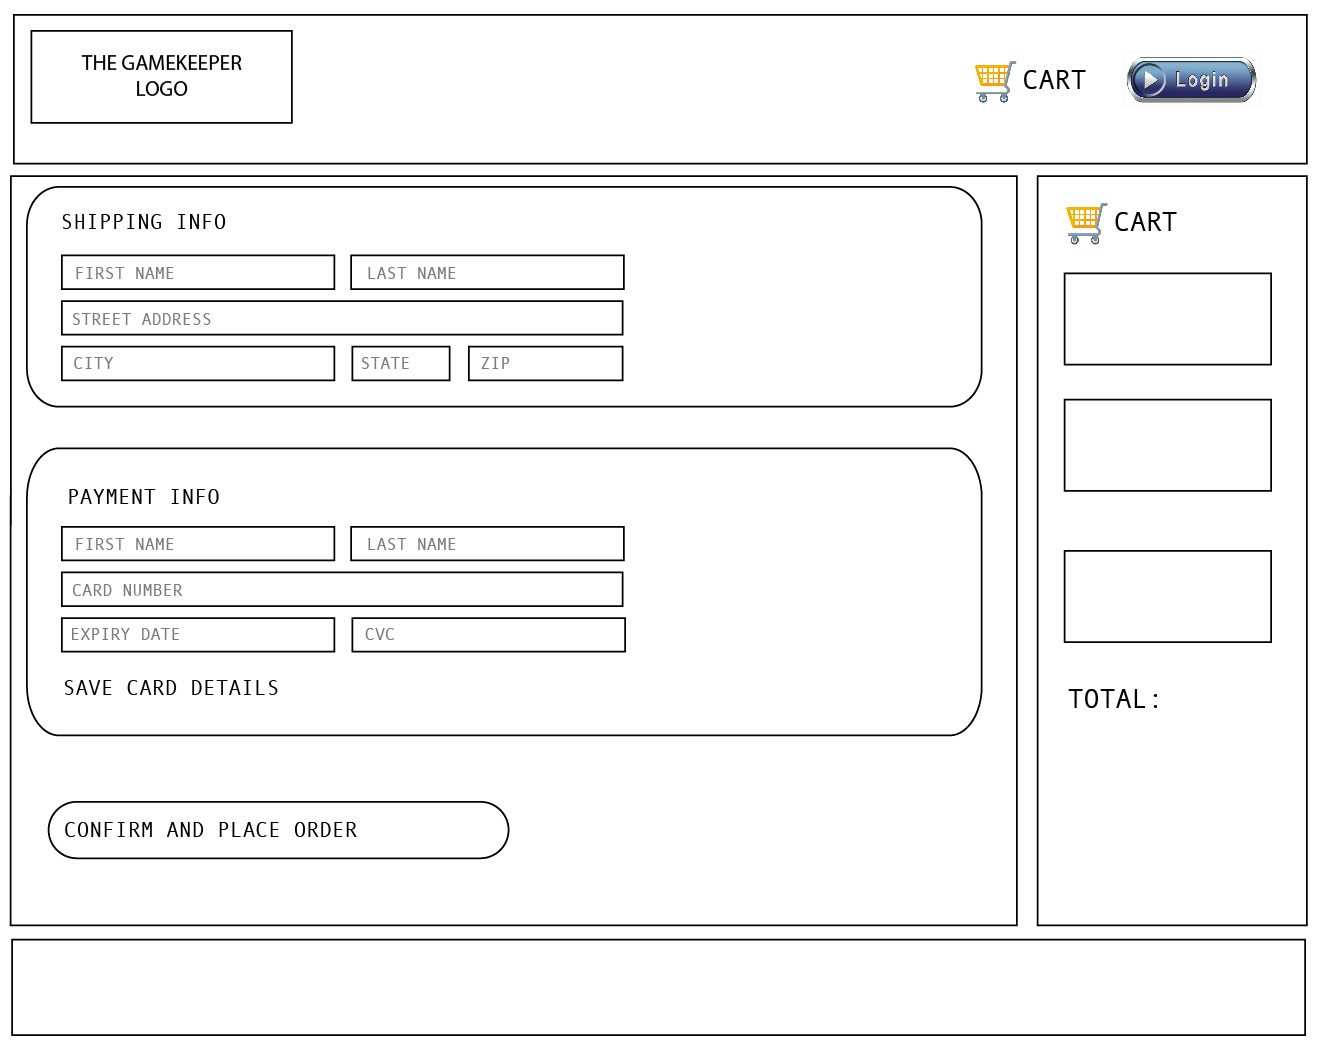 THE GAMEKEEPER
LOGO
CART
Login
SHIPPING INFO
FIRST NAME
LAST NAME
STREET ADDRESS
CITY
STATE
ZIP
PAYMENT INFO
FIRST NAME
LAST NAME
CARD NUMBER
EXPIRY DATE
CVC
SAVE CARD DETAILS
CONFIRM AND PLACE ORDER
CART
TOTAL: